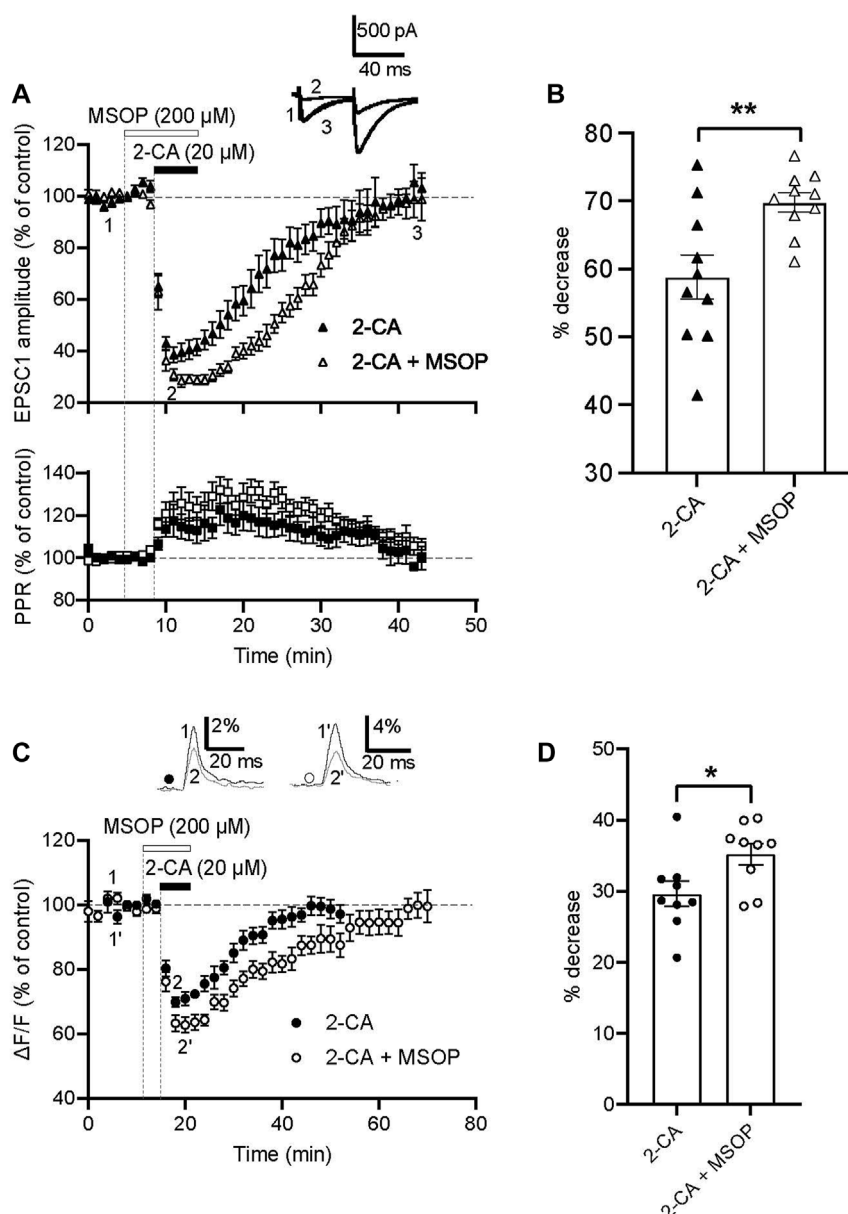 500 pA
40 ms
A
2
1
3
MSOP (200 µM)
2-CA (20 µM)
EPSC1 amplitude (% of control)
120
100
80
60
40
20
1
2
3
2-CA
2-CA + MSOP
PPR (% of control)
140
120
100
80
0
10
20
30
40
50
Time (min)
B
**
% decrease
80
70
60
50
40
30
2-CA
2-CA + MSOP
C
1
2
2%
20 ms
1'
2'
4%
20 ms
MSOP (200 µM)
2-CA (20 µM)
ΔF/F (% of control)
120
100
80
60
40
1
1'
2
2'
2-CA
2-CA + MSOP
0
20
40
60
80
Time (min)
D
*
% decrease
50
40
30
20
10
0
2-CA
2-CA + MSOP